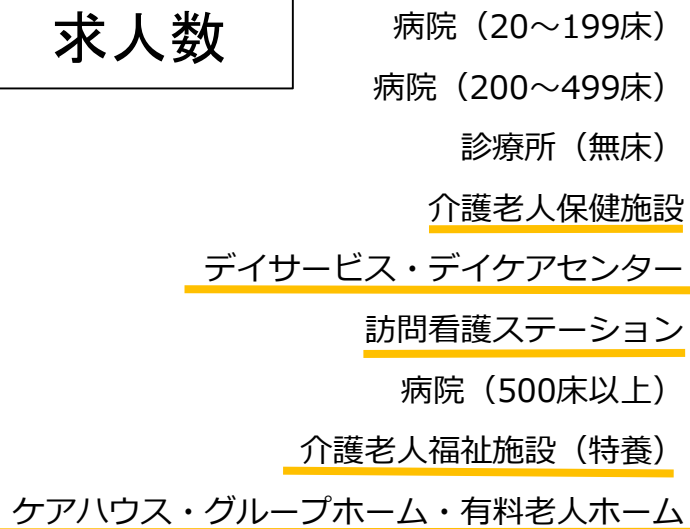 求人数
病院（20～199床）
病院（200～499床）
診療所（無床）
介護老人保健施設
デイサービス・デイケアセンター
訪問看護ステーション
病院（500床以上）
介護老人福祉施設（特養）
ケアハウス・グループホーム・有料老人ホーム